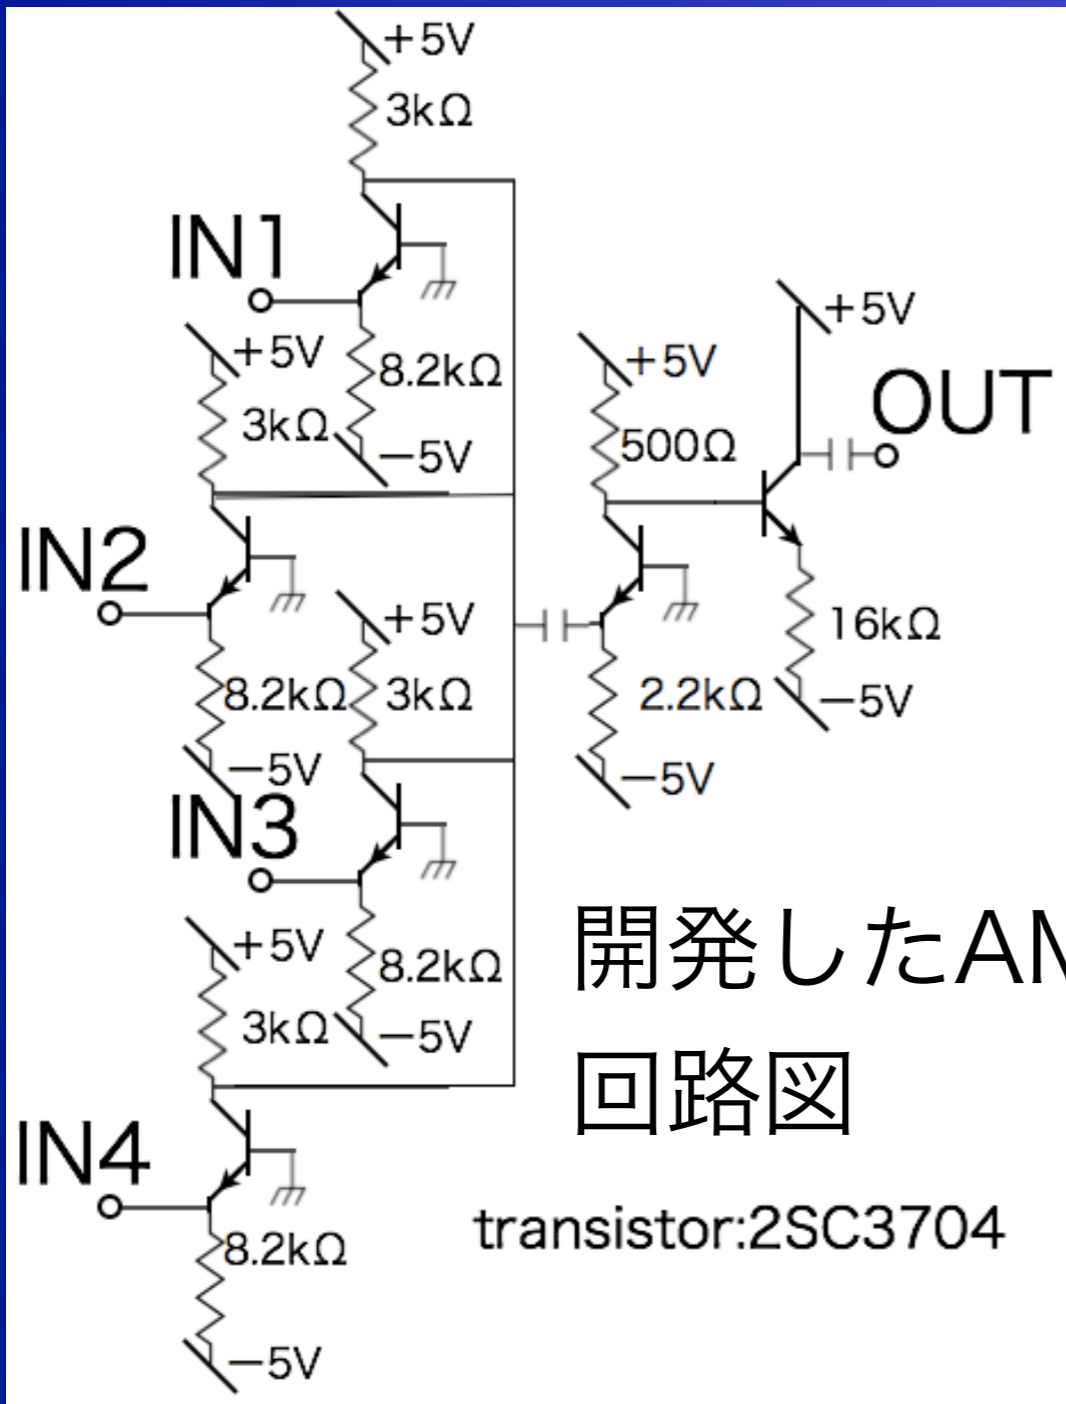 +5V
3kΩ
IN1
+5V
+5V
8.2kΩ
+5V
OUT
3kΩ
500Ω
−5V
IN2
+5V
16kΩ
8.2kΩ
3kΩ
2.2kΩ
−5V
−5V
−5V
IN3
+5V
8.2kΩ
開発したAM
3kΩ
−5V
回路図
IN4
transistor:2SC3704
8.2kΩ
−5V